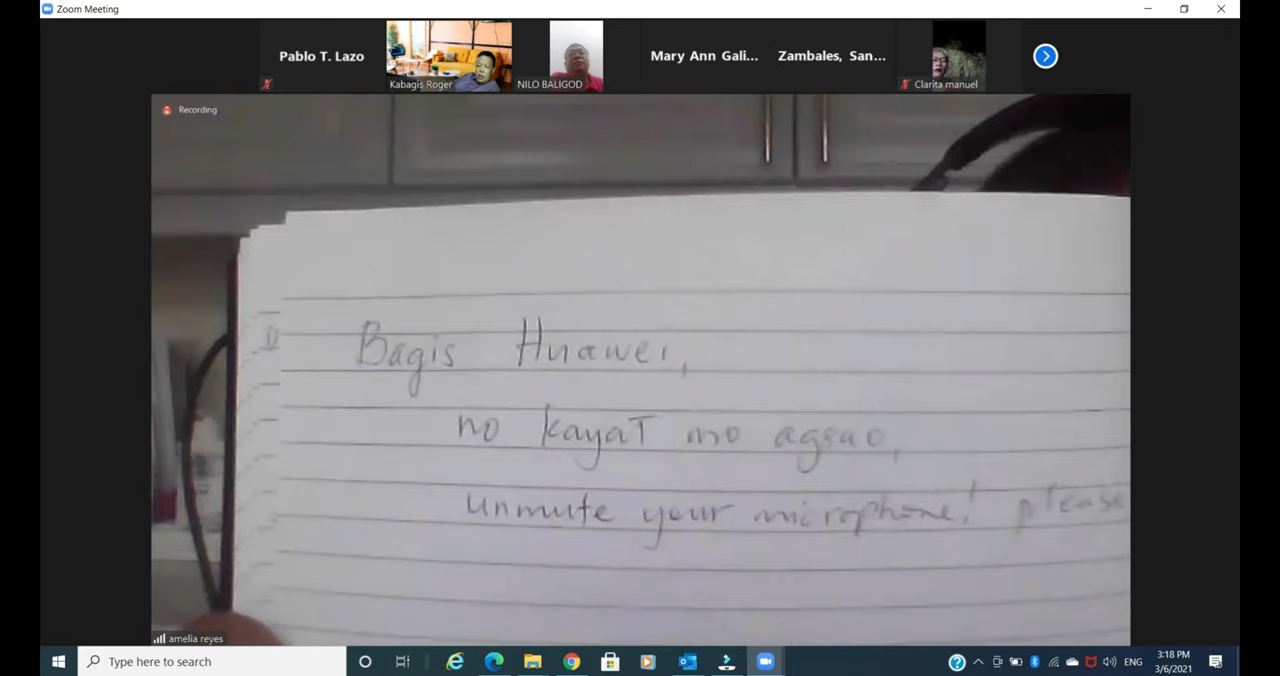 Zoom Meeting
Pablo T. Lazo
Kabagis Roger
NILO BALIGOD
Mary Ann Gali...
Zambales, San...
Clarita manuel
Recording
Bagis Huawei,
no kayat mo agsao,
unmute your microphone! please
amelia reyes
Type here to search
ENG
3:18 PM
3/6/2021